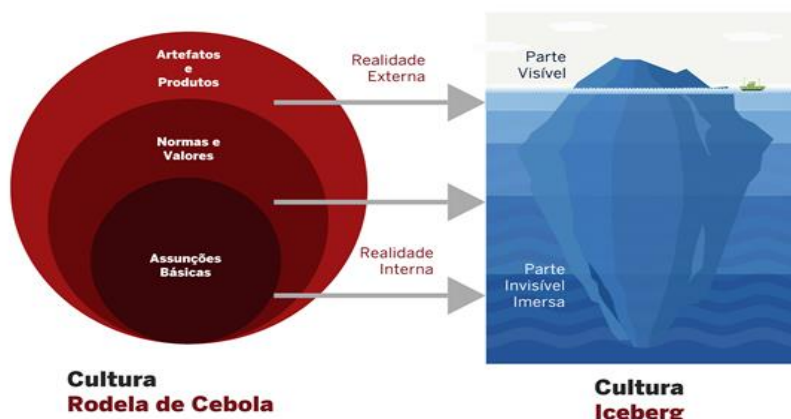 Artefatos
e
Produtos
Normas e
Valores
Assunções
Básicas
Realidade
Externa
Realidade
Interna
Parte
Visível
Parte
Invisível
Imersa
Cultura
Rodela de Cebola
Cultura
Iceberg